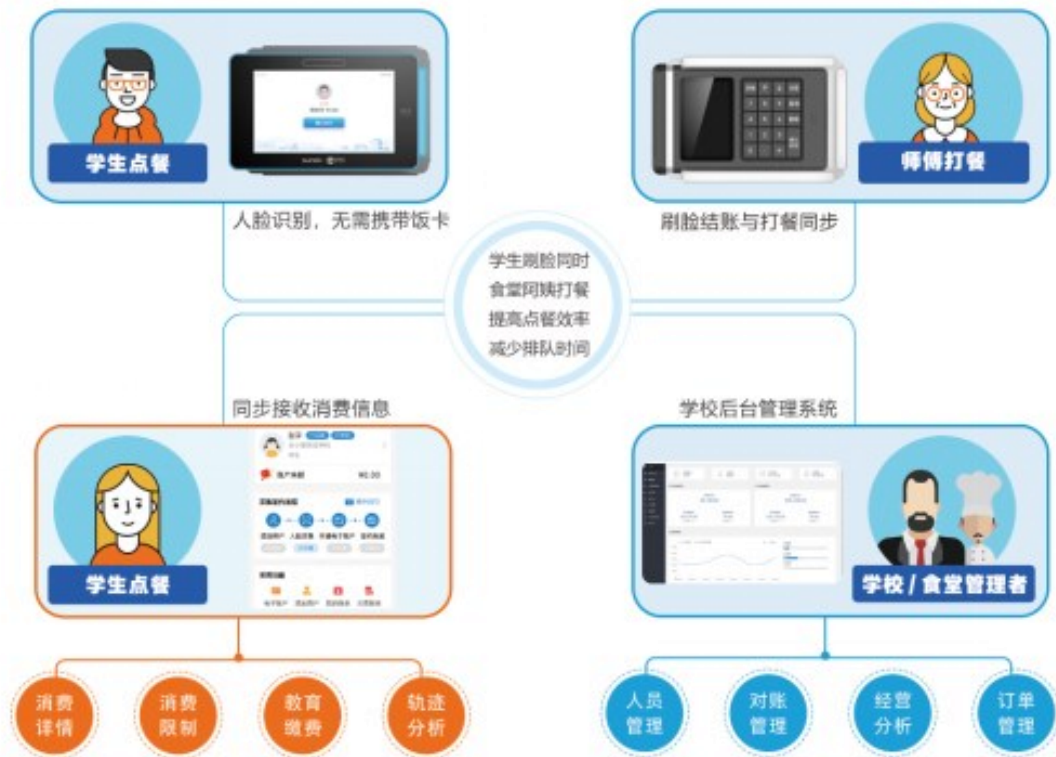 学生点餐
师傅打餐
人脸识别，无需携带饭卡
刷脸结账与打餐同步
学生刷脸同时
食堂阿姨打餐
提高点餐效率
减少排队时间
同步接收消费信息
学校后台管理系统
学生点餐
学校/食堂管理者
消费
详情
消费
限制
教育
缴费
轨迹
分析
人员
管理
对账
管理
经营
分析
订单
管理